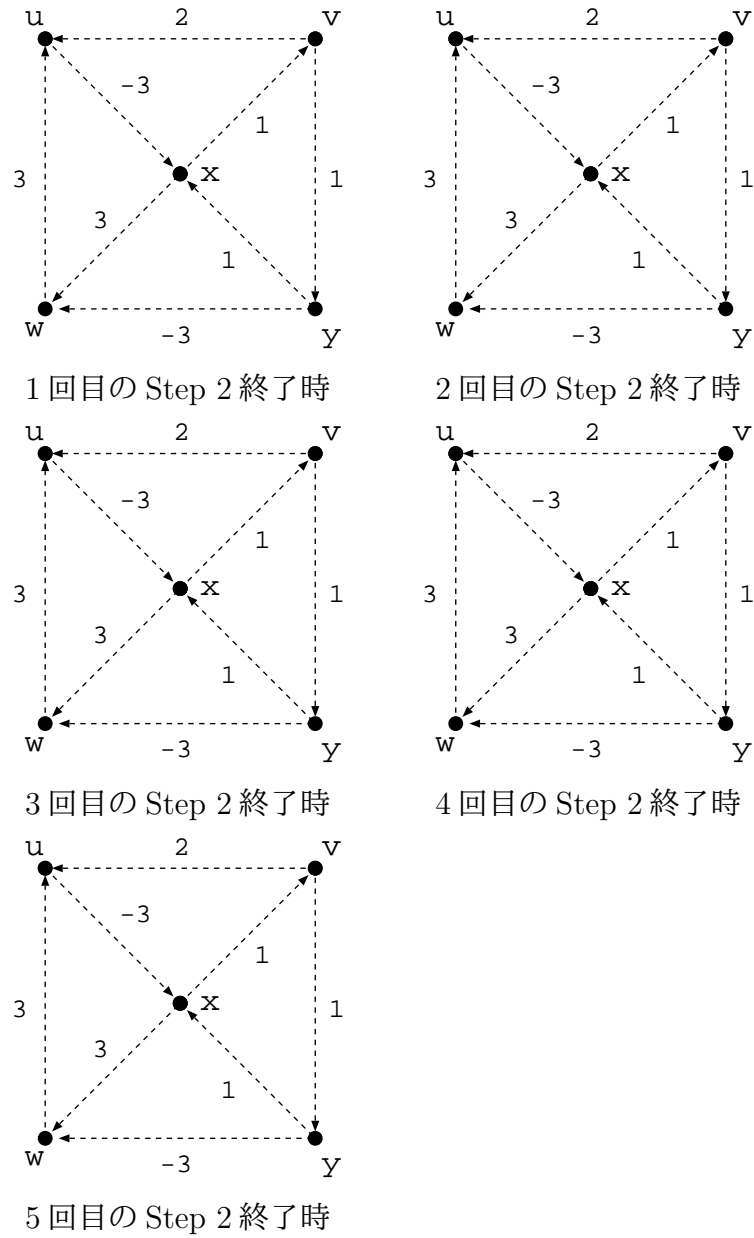 u 2 v u 2 v
-3 -3
1 1
3 x 1 3 x 1
3 3
1 1
w -3 y w -3 y
1 回目の Step 2 終了時 2 回目の Step 2 終了時
u 2 v u 2 v
-3 -3
1 1
3 x 1 3 x 1
3 3
1 1
w -3 y w -3 y
3 回目の Step 2 終了時 4 回目の Step 2 終了時
u 2 v
-3
1
3 x 1
3
1
w -3 y
5 回目の Step 2 終了時